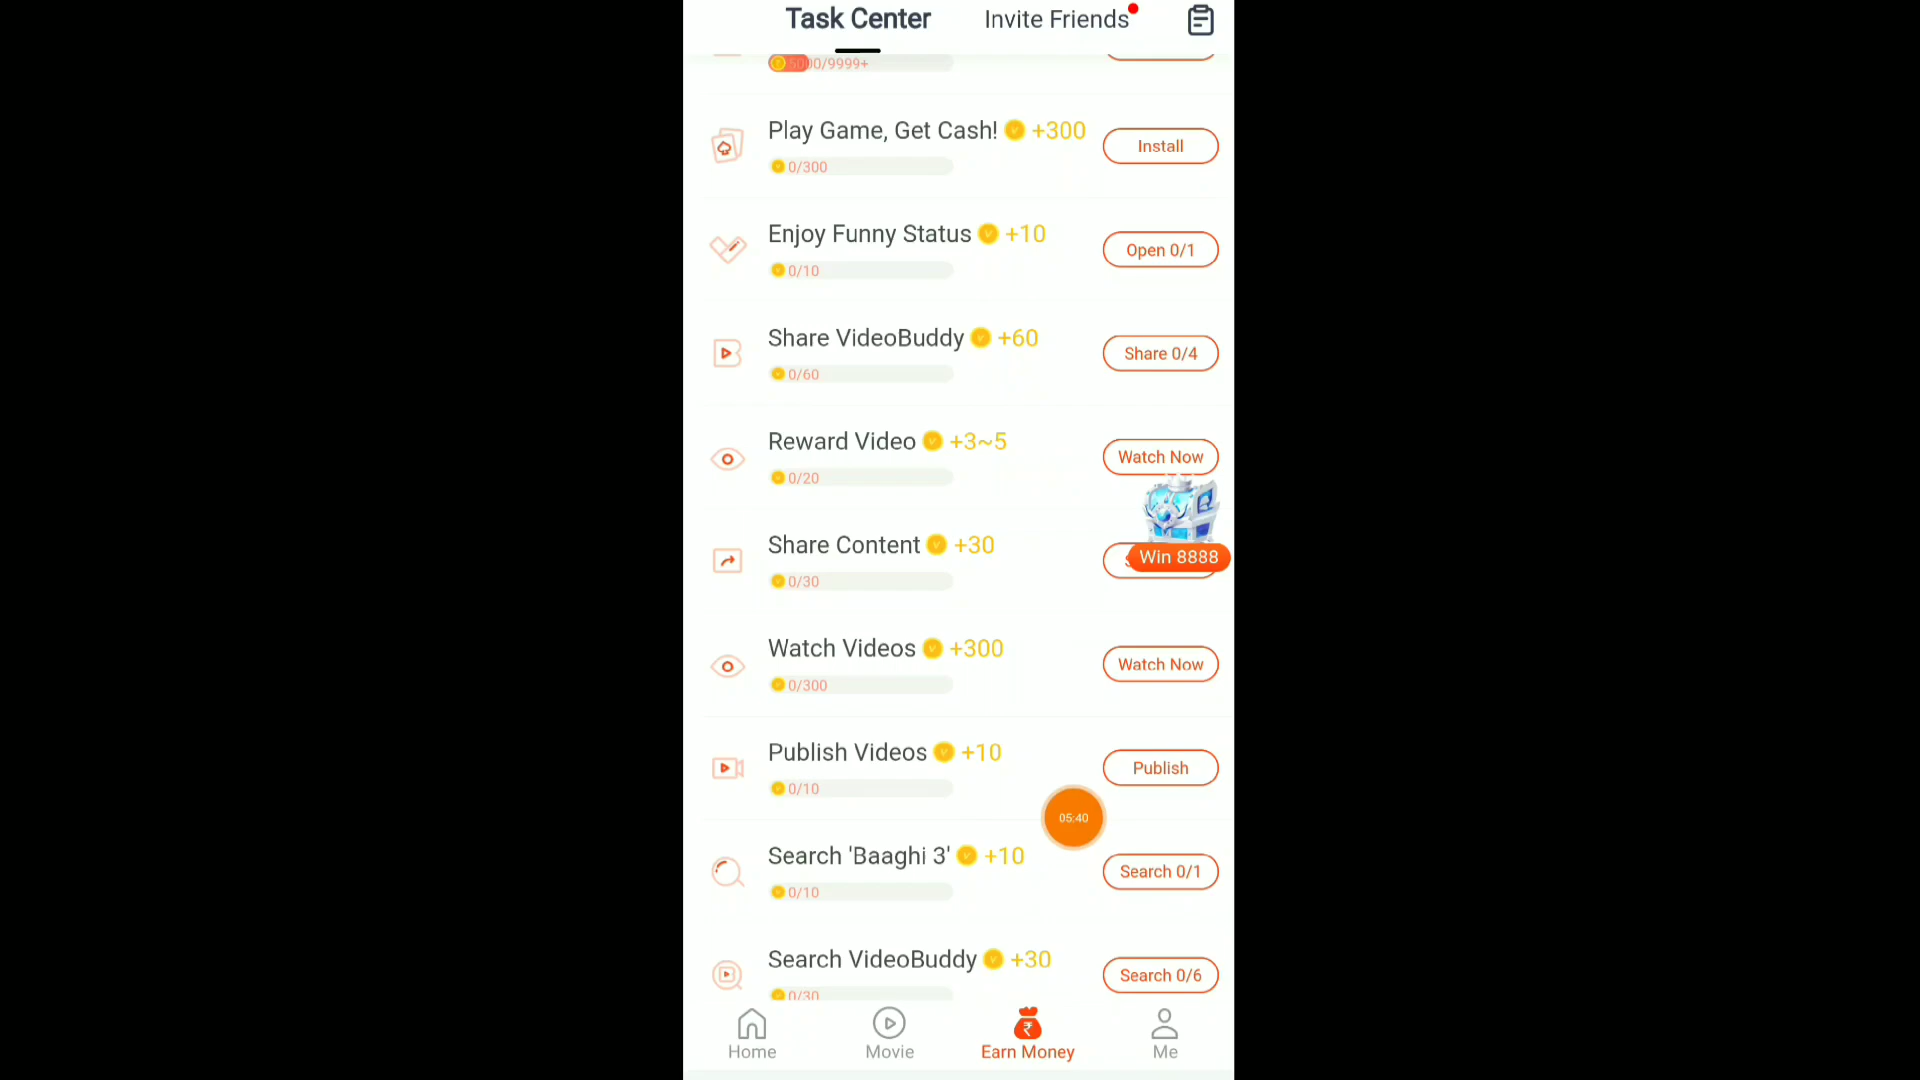 Task Center
Invite Friends
5000/9999+
Play Game, Get Cash! +300
0/300
Install
Enjoy Funny Status +10
0/10
Open 0/1
Share VideoBuddy +60
0/60
Share 0/4
Reward Video +3~5
0/20
Watch Now
Share Content +30
0/30
Win 8888
Watch Videos +300
0/300
Watch Now
Publish Videos +10
0/10
Publish
05:40
Search 'Baaghi 3' +10
0/10
Search 0/1
Search VideoBuddy +30
0/30
Search 0/6
Home
Movie
Earn Money
Me